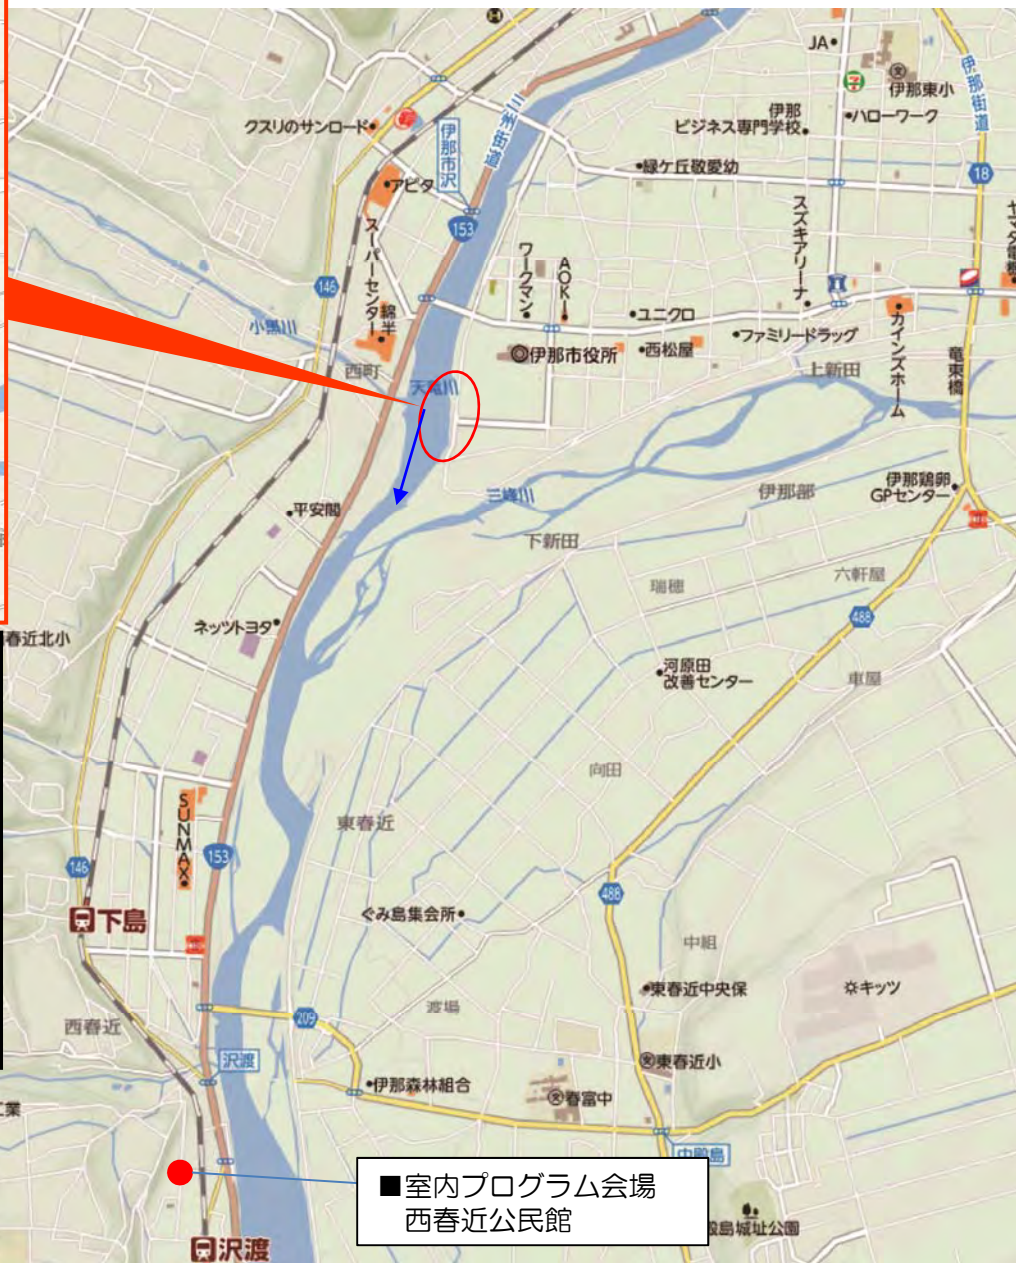 JA
伊那東小
クスリのサンロード
伊那市沢
三州街道
伊那
ビジネス専門学校
ハローワーク
伊那街道
緑ケ丘敬愛幼
18
アピタ
153
スーパーセンター
綿半
146
ワークマン
AOKI
スズキアリーナ
小黒川
ユニクロ
ファミリードラッグ
カインズホーム
竜東橋
伊那市役所
西松屋
西町
天竜川
上新田
三峰川
伊那部
伊那鶏卵
GPセンター
平安閣
下新田
瑞穂
六軒屋
488
ネッツトヨタ
春近北小
河原田
改善センター
車屋
向田
SUNMAX
東春近
153
146
488
下島
ぐみ島集会所
中組
東春近中央保
キッツ
渡場
209
西春近
沢渡
東春近小
伊那森林組合
春富中
中殿島
■室内プログラム会場
西春近公民館
殿島城址公園
沢渡